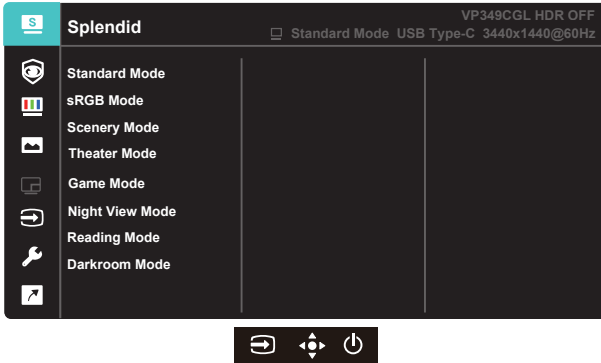 S
Splendid
VP349CGL HDR OFF
Standard Mode USB Type-C 3440x1440@60Hz
Standard Mode
sRGB Mode
Scenery Mode
Theater Mode
Game Mode
Night View Mode
Reading Mode
Darkroom Mode